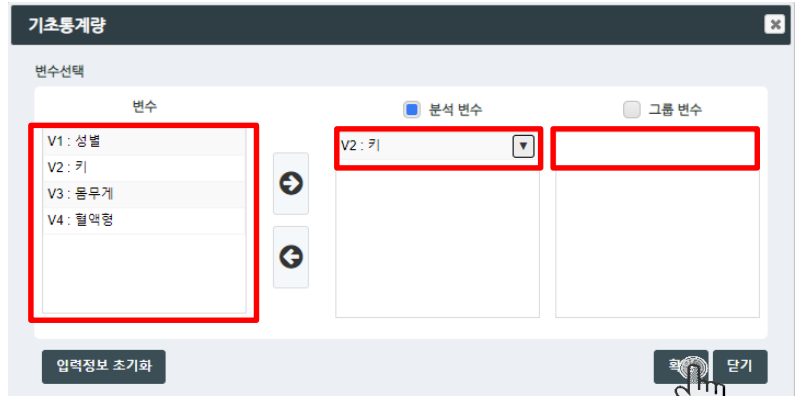 기초통계량
변수선택
변수
분석 변수
그룹 변수
V1 : 성별
V2 : 키
V3 : 몸무게
V4 : 혈액형
V2 : 키
입력정보 초기화
닫기